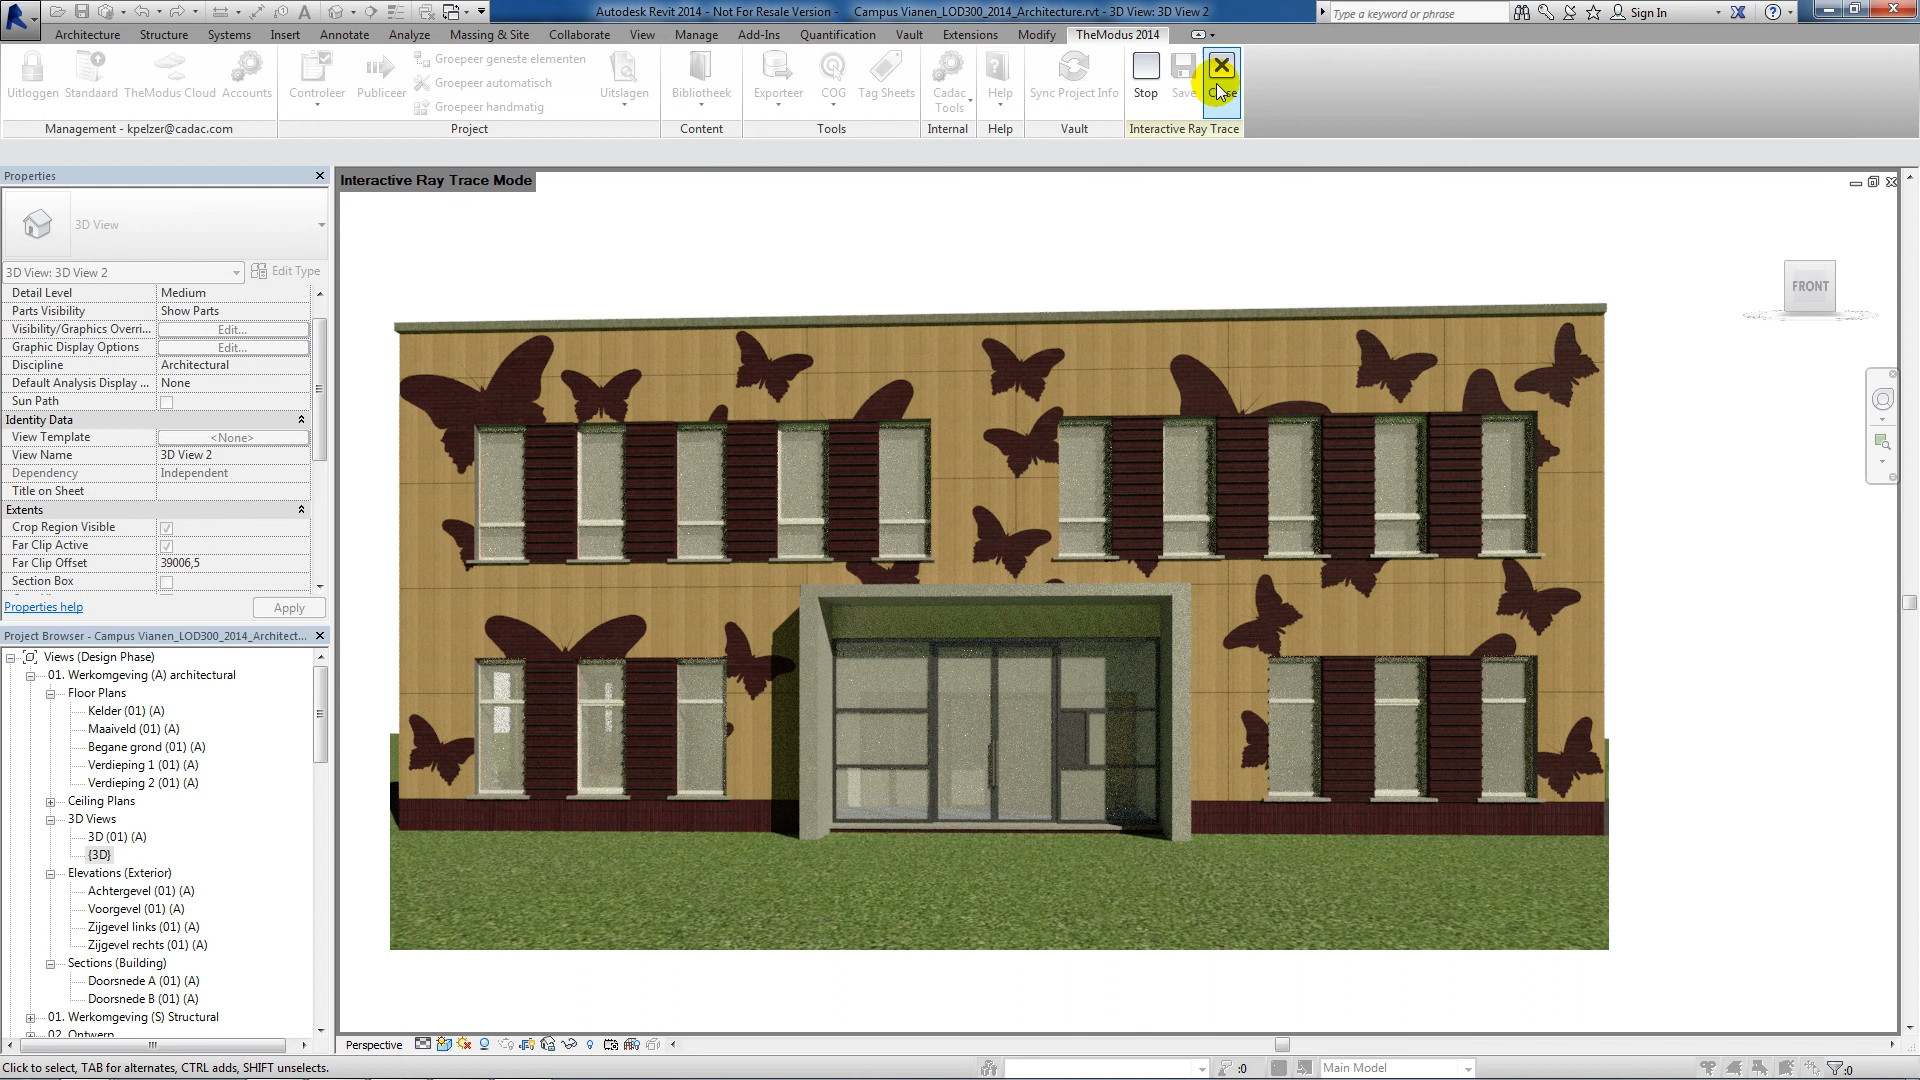 Autodesk Revit 2014 - Not For Resale Version - Campus Vianen_LOD300_2014_Architecture.rvt - 3D View: 3D View 2
Type a keyword or phrase
Sign In
Architecture Structure Systems Insert Annotate Analyze Massing & Site Collaborate View Manage Add-Ins Quantification Vault Extensions Modify TheModus 2014
Uitloggen Standaard TheModus Cloud Accounts
Management - kpelzer@cadac.com
Controleer Publiceer
Groepeer geneste elementen
Groepeer automatisch
Groepeer handmatig
Uitslagen
Project
Bibliotheek
Content
Exporteer COG Tag Sheets
Tools
Cadac
Tools
Internal
Help
Help
Sync Project Info
Vault
Stop Save Close
Interactive Ray Trace
Properties
3D View
3D View: 3D View 2
Edit Type
Detail Level Medium
Parts Visibility Show Parts
Visibility/Graphics Overri... Edit...
Graphic Display Options Edit...
Discipline Architectural
Default Analysis Display ... None
Sun Path
Identity Data
View Template <None>
View Name 3D View 2
Dependency Independent
Title on Sheet
Extents
Crop Region Visible
Far Clip Active
Far Clip Offset 39006,5
Section Box
Properties help
Apply
Project Browser - Campus Vianen_LOD300_2014_Architect...
Views (Design Phase)
01. Werkomgeving (A) architectural
Floor Plans
Kelder (01) (A)
Maaiveld (01) (A)
Begane grond (01) (A)
Verdieping 1 (01) (A)
Verdieping 2 (01) (A)
Ceiling Plans
3D Views
3D (01) (A)
{3D}
Elevations (Exterior)
Achtergevel (01) (A)
Voorgevel (01) (A)
Zijgevel links (01) (A)
Zijgevel rechts (01) (A)
Sections (Building)
Doorsnede A (01) (A)
Doorsnede B (01) (A)
01. Werkomgeving (S) Structural
02. Ontwerp
Interactive Ray Trace Mode
FRONT
Perspective
Click to select, TAB for alternates, CTRL adds, SHIFT unselects.
:0
Main Model
:0